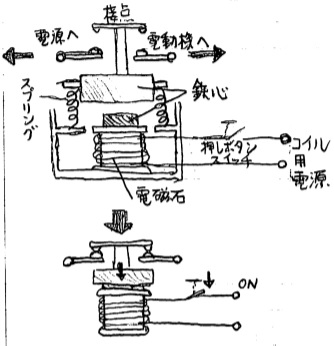 接点
電源へ
電動機へ
スプリング
鉄心
押しボタン
スイッチ
コイル
用
電源
電磁石
ON